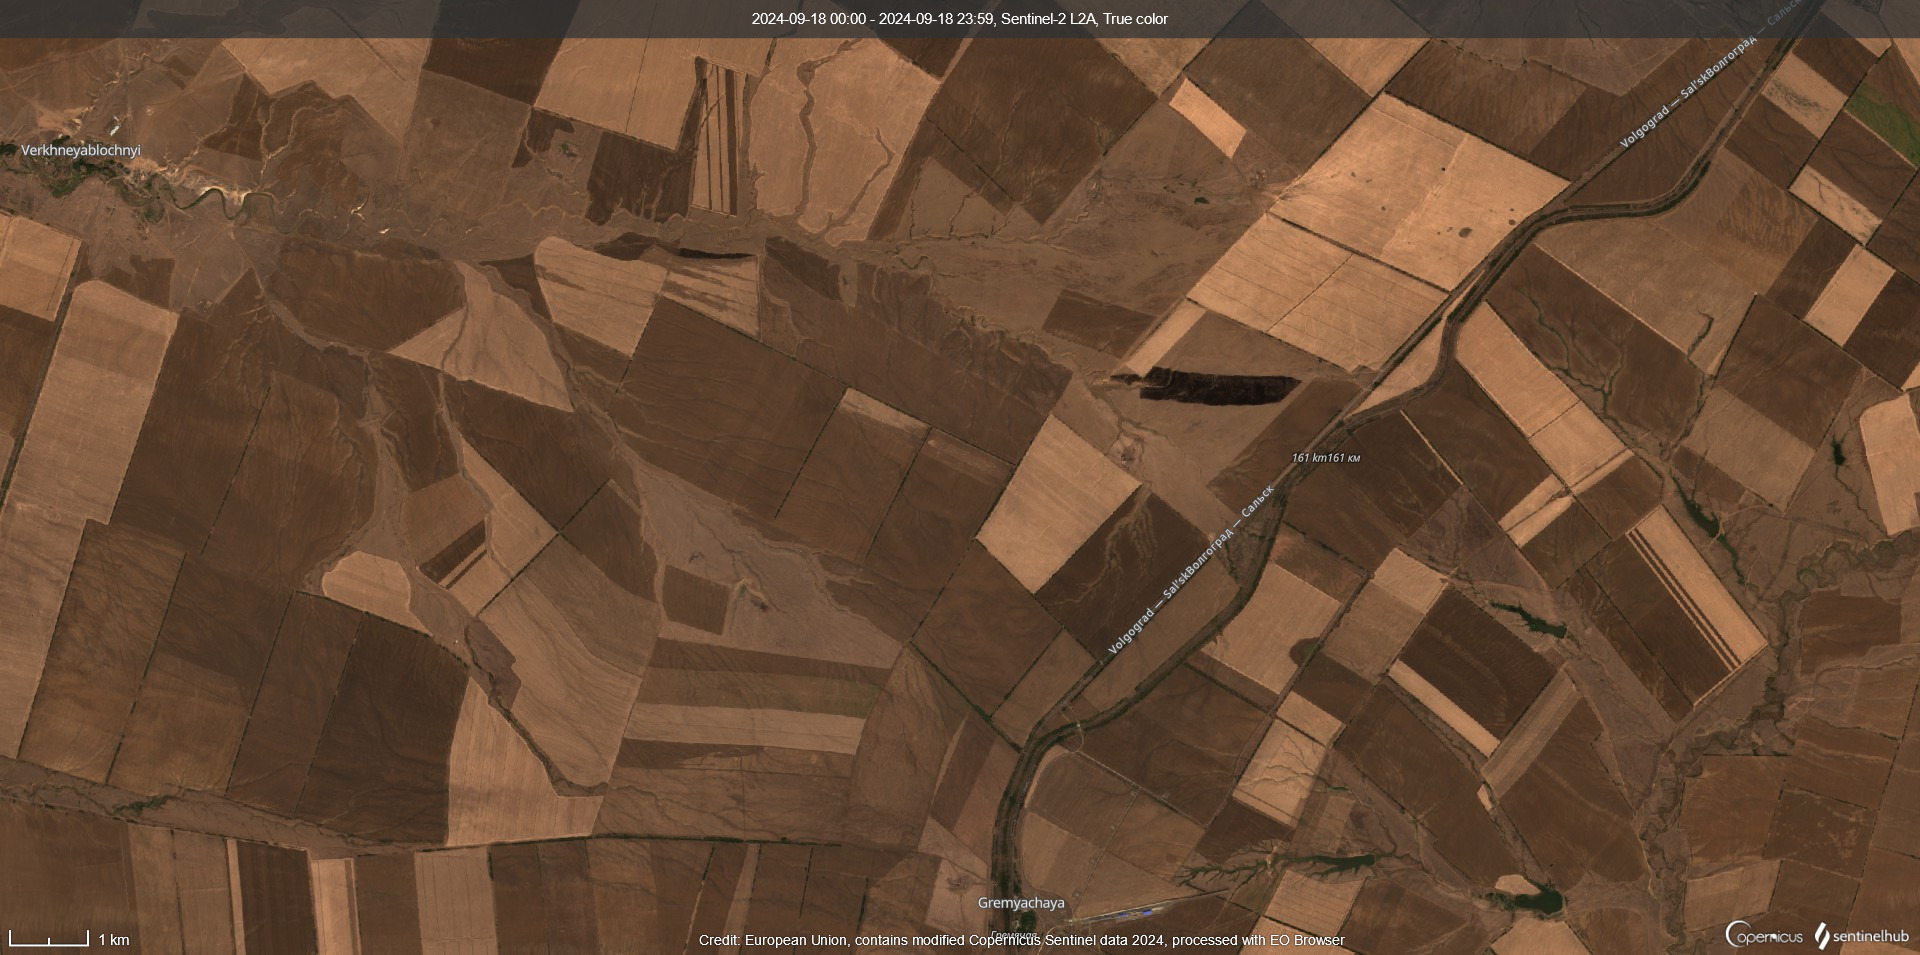 2024-09-18 00:00 - 2024-09-18 23:59, Sentinel-2 L2A, True color
Volgograd — Sal'skВолгоград — Сальск
Verkhneyablochnyi
161 km161 км
Volgograd — Sal'skВолгоград — Сальск
Gremyachaya
Гремячая
1 km
Credit: European Union, contains modified Copernicus Sentinel data 2024, processed with EO Browser
Copernicus
sentinelhub